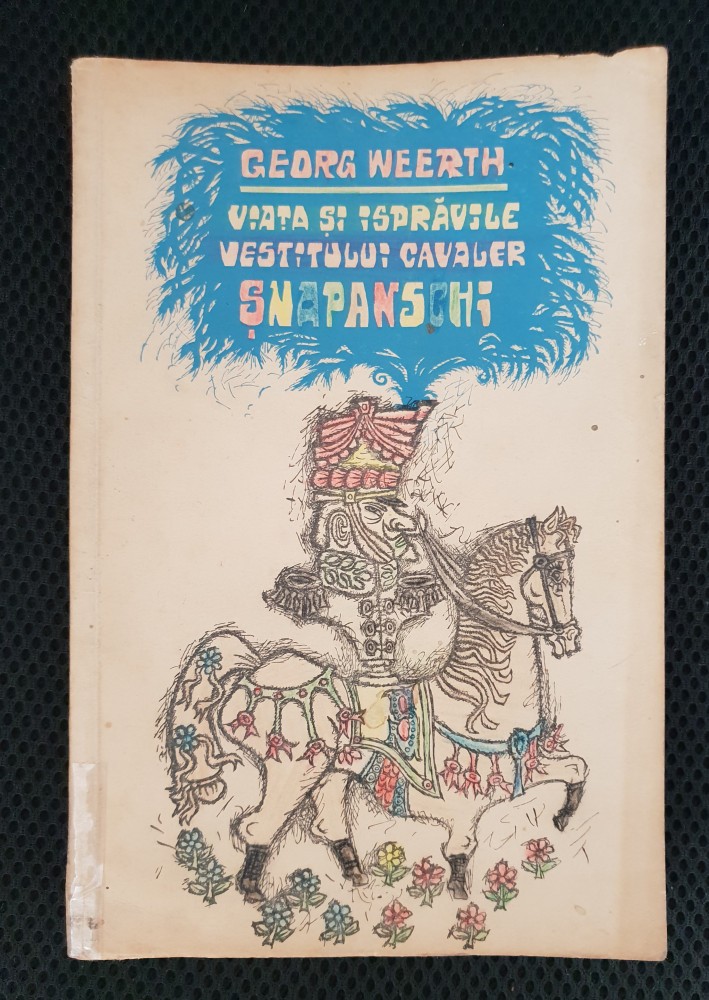 GEORG WEERTH
VIAȚA ȘI ISPRĂVILE
VESTITULUI CAVALER
ȘNAPANSCHI